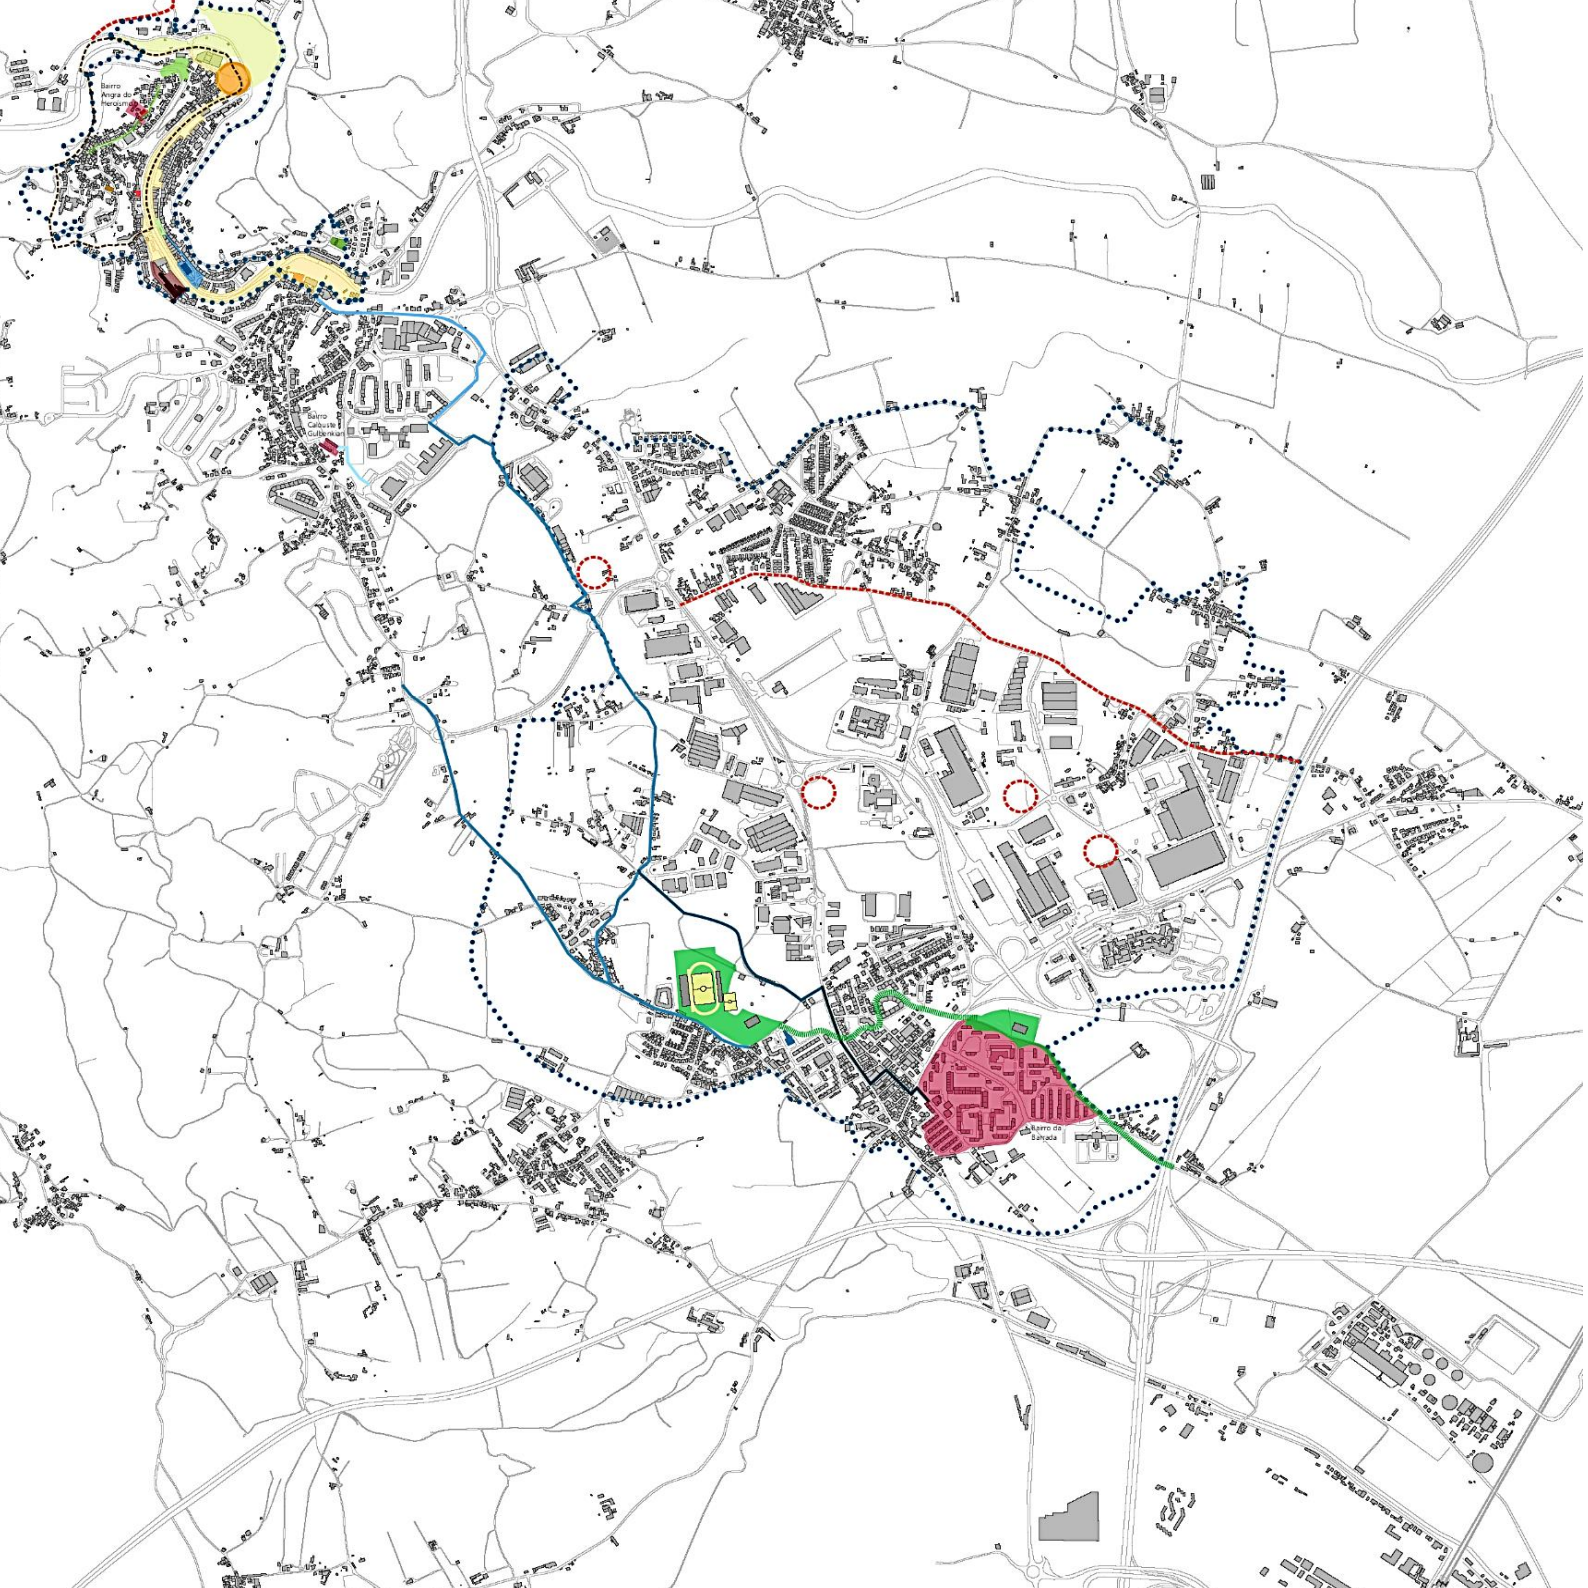 Bairro
Angra do
Heroísmo
Bairro
Calouste
Gulbenkian
Bairro da
Barrada